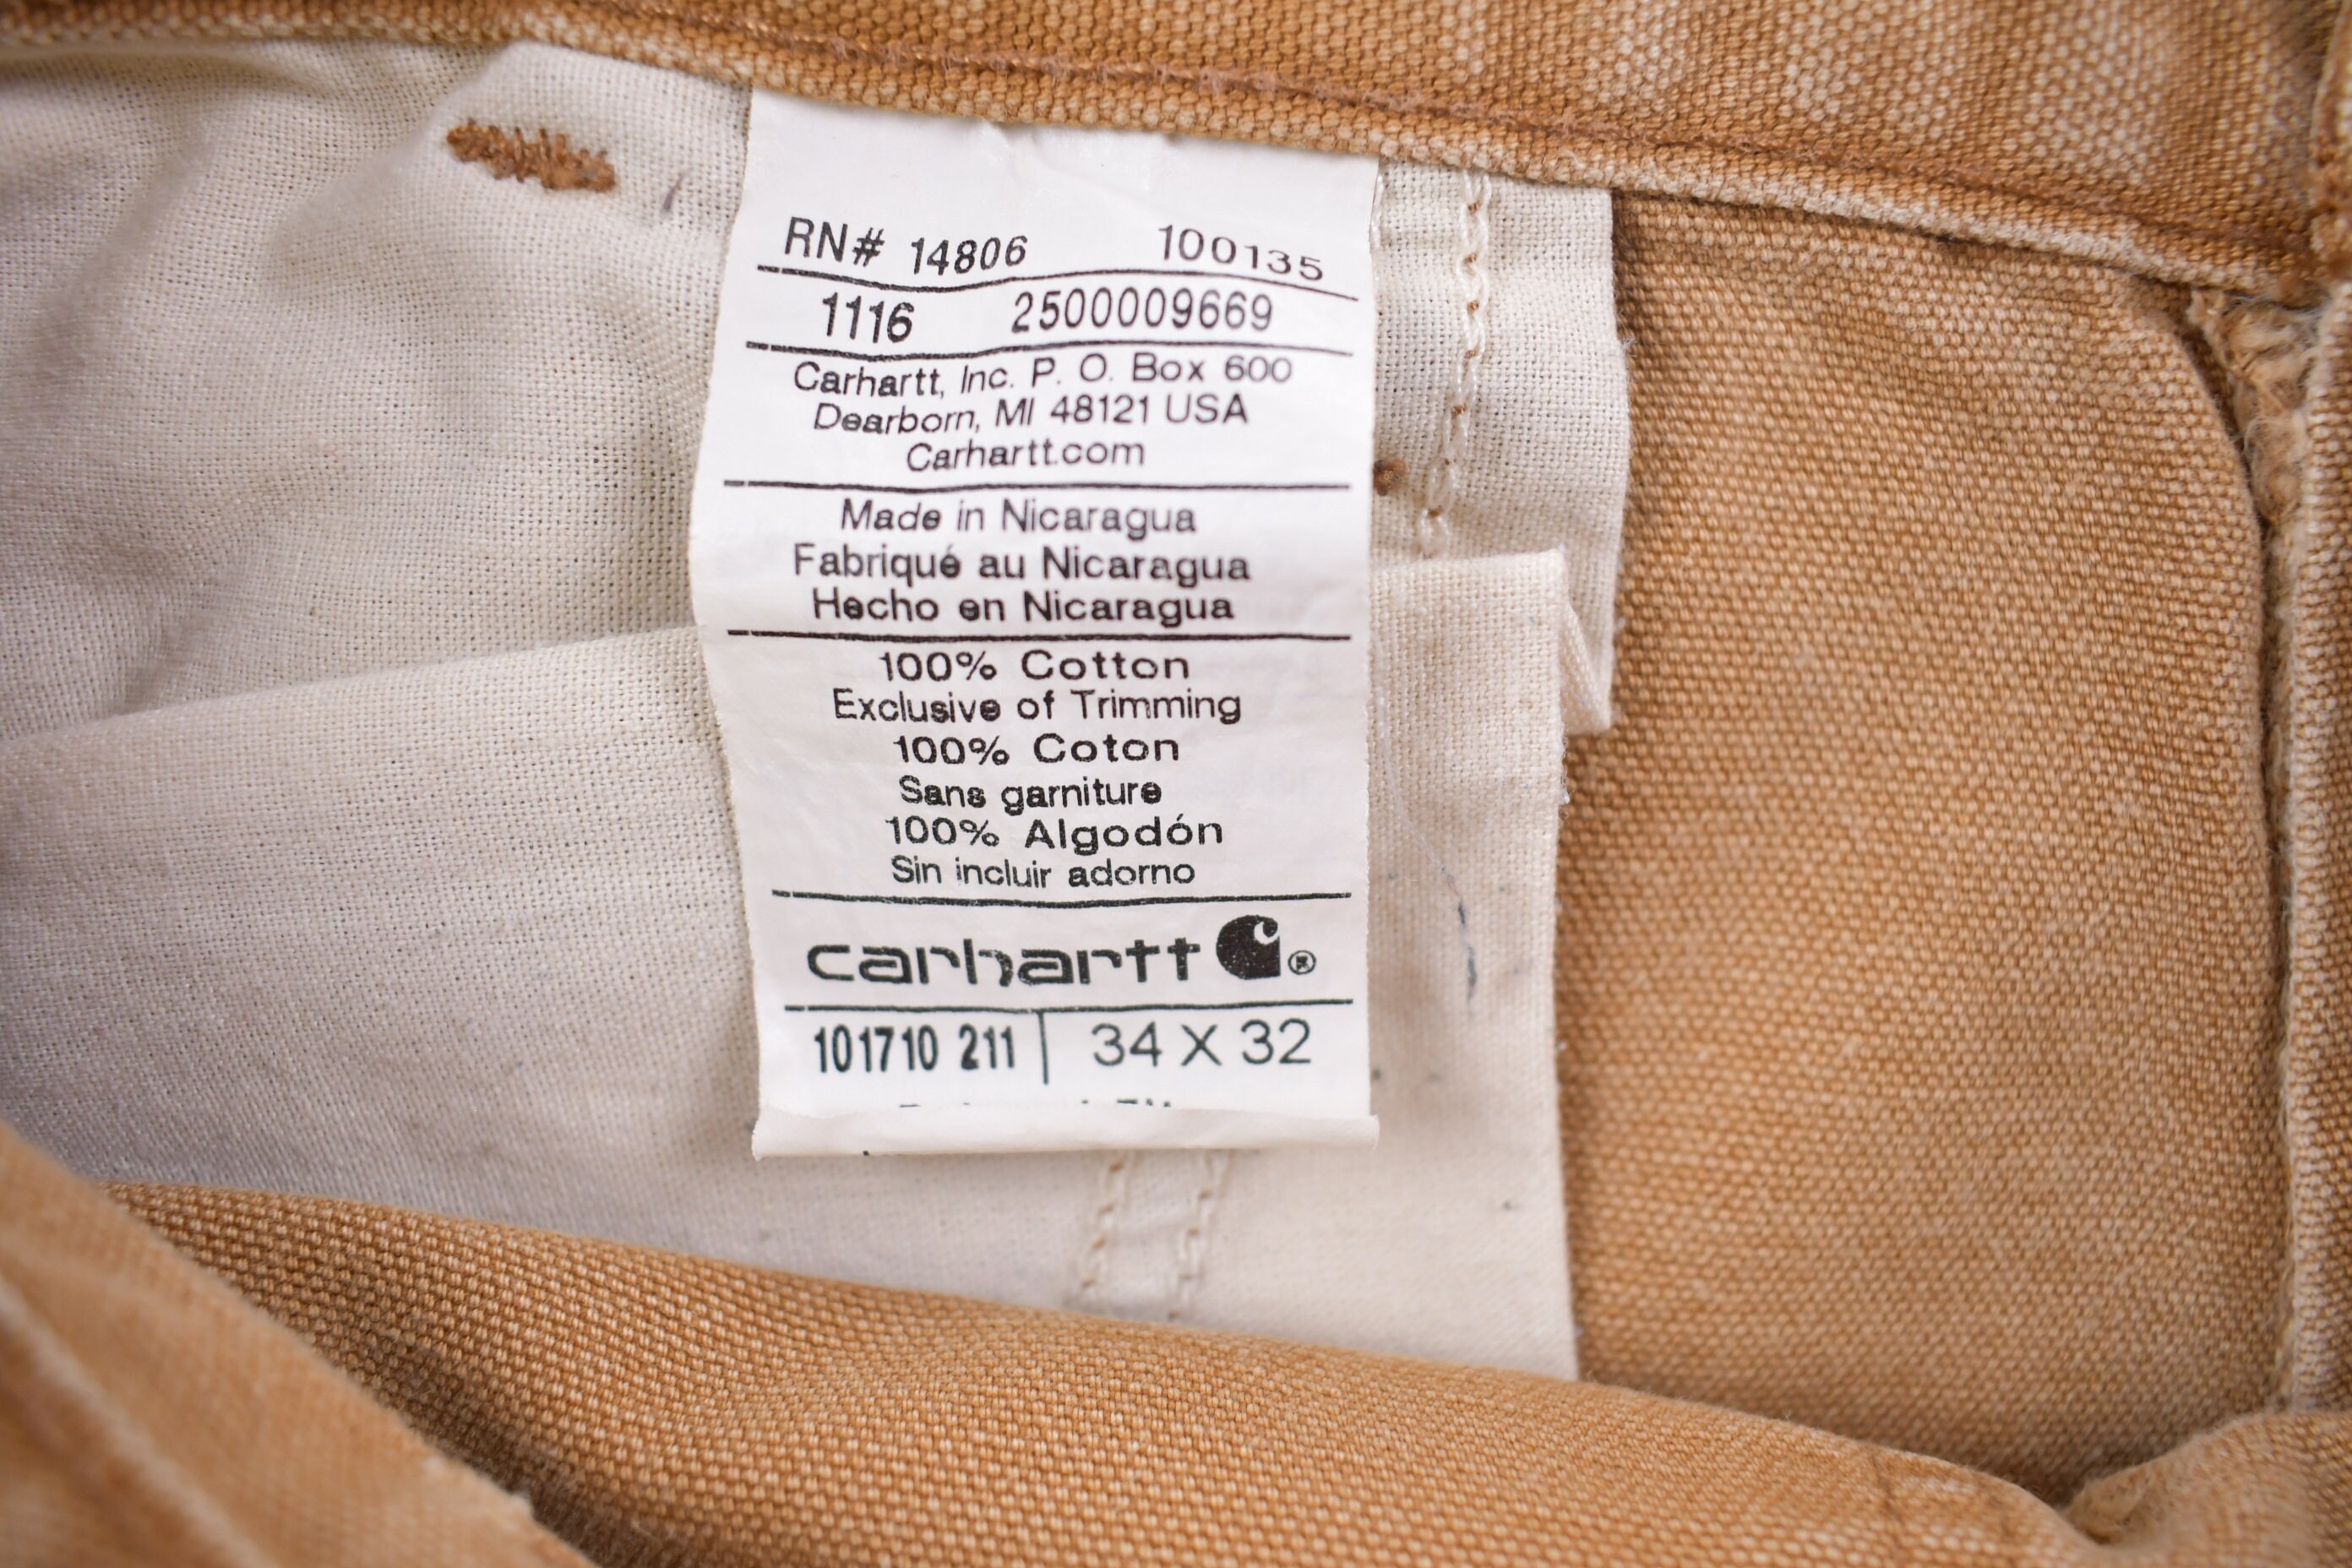 RN# 14806 100135
1116 2500009669
Carhartt, Inc. P. O. Box 600
Dearborn, MI 48121 USA
Carhartt.com
Made in Nicaragua
Fabriqué au Nicaragua
Hecho en Nicaragua
100% Cotton
Exclusive of Trimming
100% Coton
Sans garniture
100% Algodón
Sin incluir adorno
carhartt ®
101710 211 34 X 32